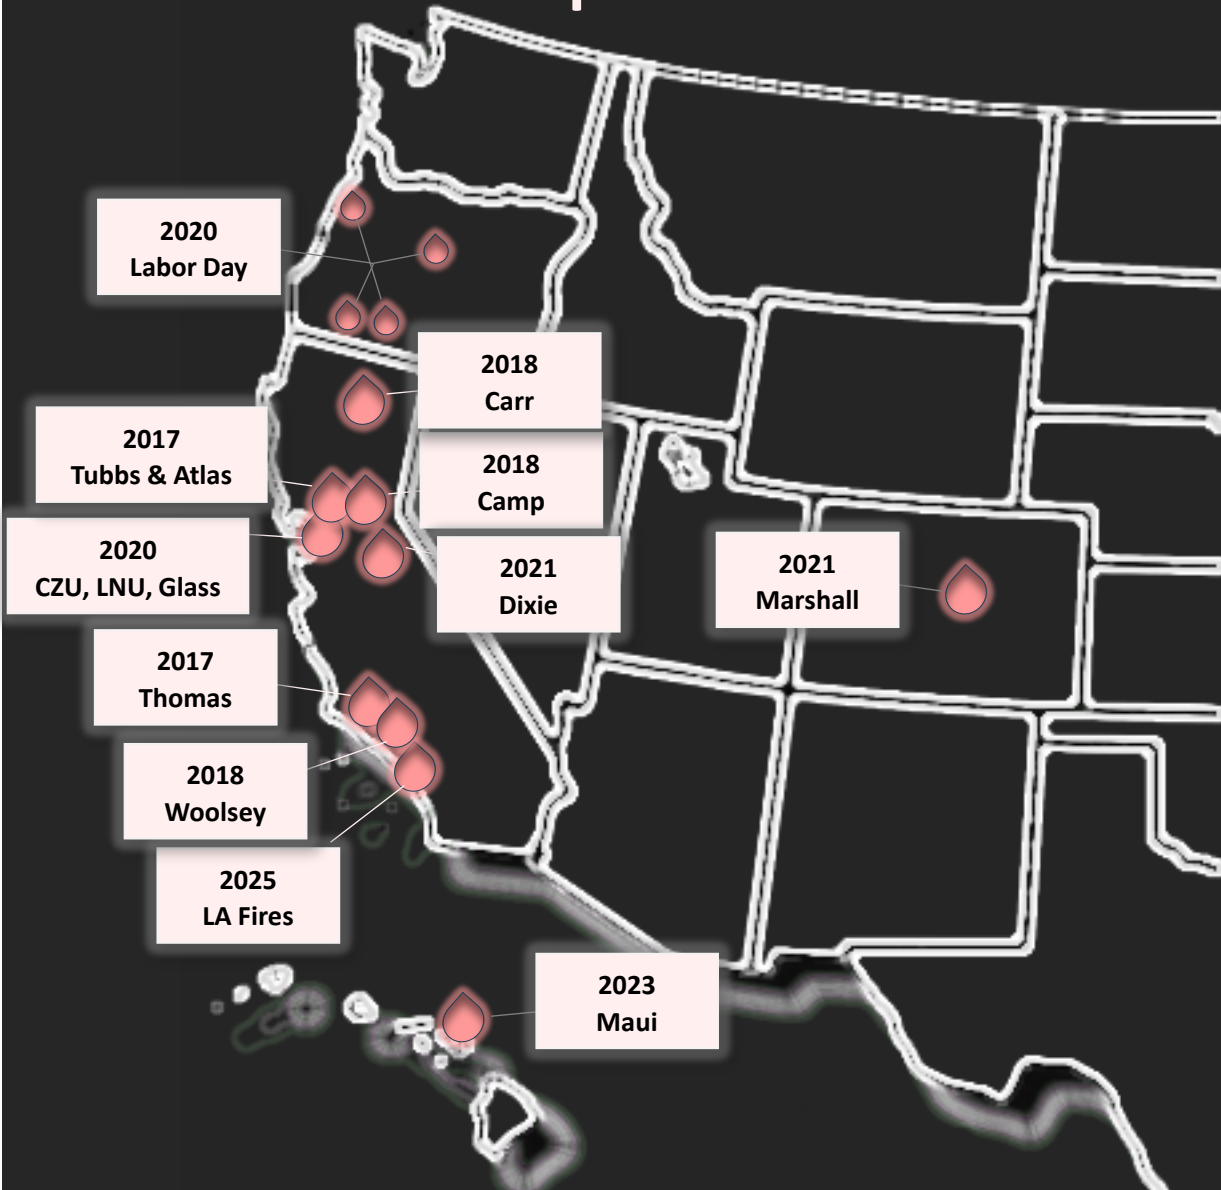 2020
Labor Day
2018
Carr
2017
Tubbs & Atlas
2018
Camp
2020
CZU, LNU, Glass
2021
Dixie
2021
Marshall
2017
Thomas
2018
Woolsey
2025
LA Fires
2023
Maui